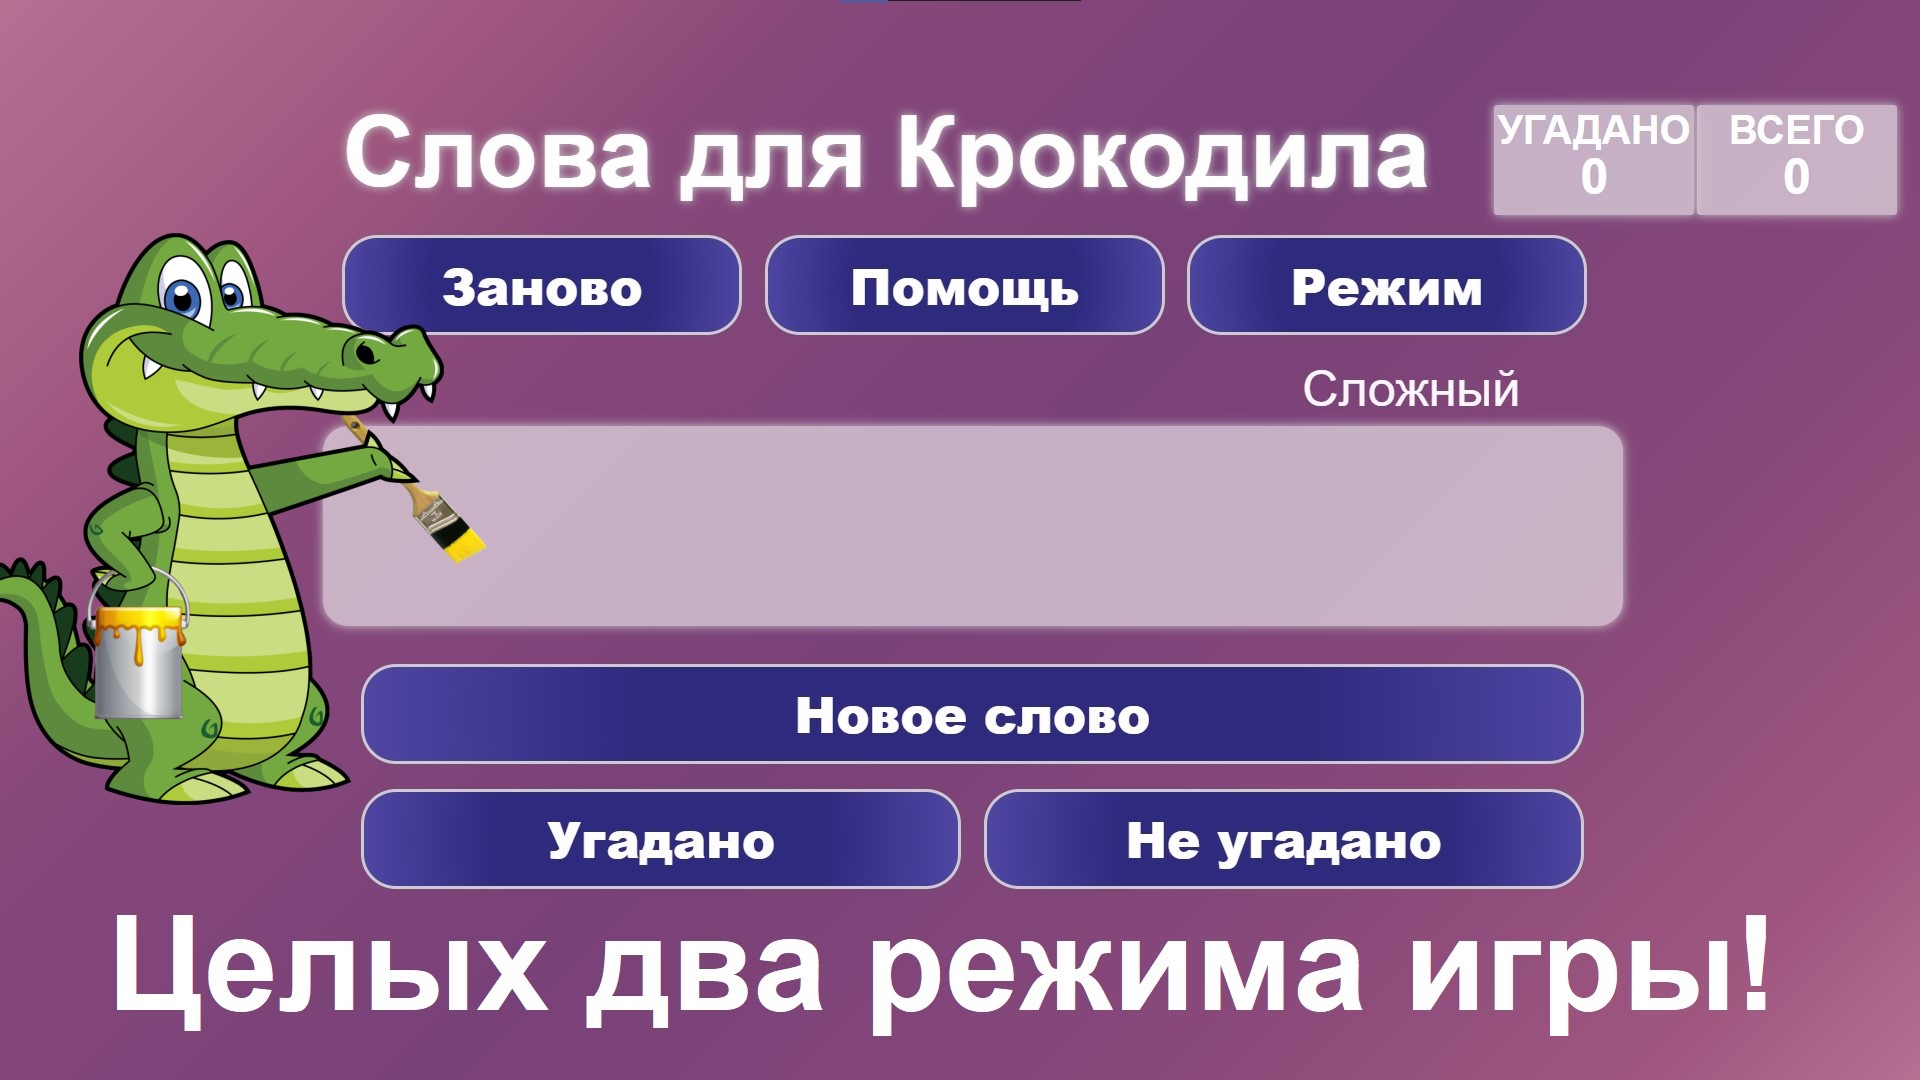 Слова для Крокодила
УГАДАНО
0
ВСЕГО
0
Заново
Помощь
Режим
Сложный
Новое слово
Угадано
Не угадано
Целых два режима игры!